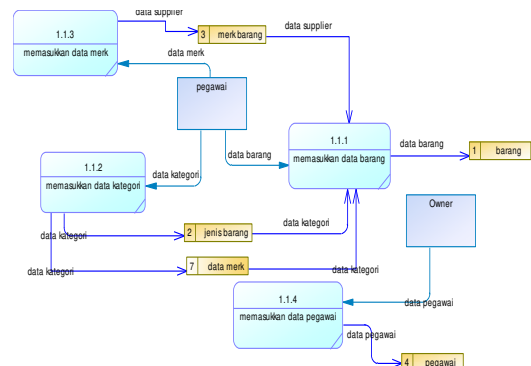 data supplier
data supplier
1.1.3
3 merk barang
memasukkan data merk
data merk
pegawai
1.1.1
data barang
1 barang
data barang
memasukkan data barang
1.1.2
memasukkan data kategori
data kategori
Owner
data kategori
2 jenis barang
data kategori
7 data merk
data kategori
data kategori
1.1.4
data pegawai
memasukkan data pegawai
data pegawai
4 pegawai